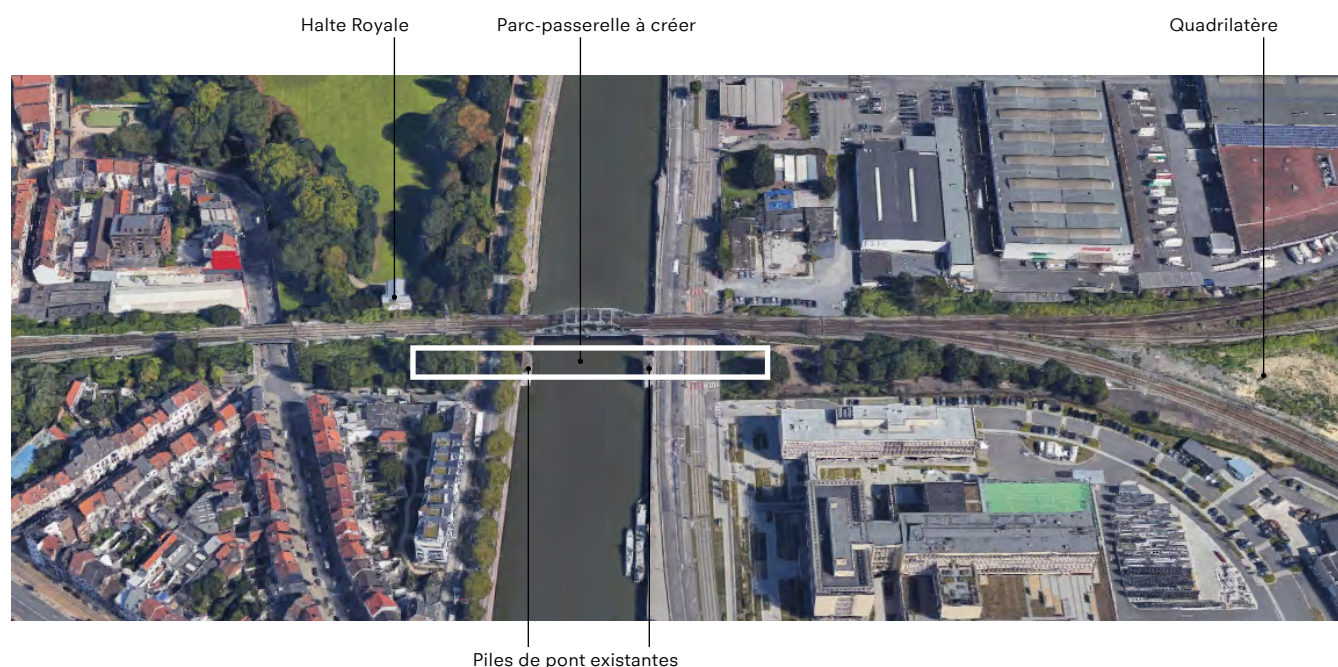 Halte Royale
Parc-passerelle à créer
Quadrilatère
Piles de pont existantes